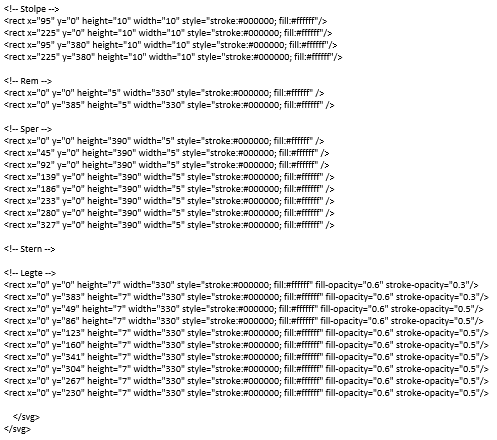 <!-- Stolpe -->
<rect x="95" y="0" height="10" width="10" style="stroke:#000000; fill:#ffffff"/>
<rect x="225" y="0" height="10" width="10" style="stroke:#000000; fill:#ffffff"/>
<rect x="95" y="380" height="10" width="10" style="stroke:#000000; fill:#ffffff"/>
<rect x="225" y="380" height="10" width="10" style="stroke:#000000; fill:#ffffff"/>
<!-- Rem -->
<rect x="0" y="0" height="5" width="330" style="stroke:#000000; fill:#ffffff" />
<rect x="0" y="385" height="5" width="330" style="stroke:#000000; fill:#ffffff" />
<!-- Sper -->
<rect x="0" y="0" height="390" width="5" style="stroke:#000000; fill:#ffffff" />
<rect x="45" y="0" height="390" width="5" style="stroke:#000000; fill:#ffffff" />
<rect x="92" y="0" height="390" width="5" style="stroke:#000000; fill:#ffffff" />
<rect x="139" y="0" height="390" width="5" style="stroke:#000000; fill:#ffffff" />
<rect x="186" y="0" height="390" width="5" style="stroke:#000000; fill:#ffffff" />
<rect x="233" y="0" height="390" width="5" style="stroke:#000000; fill:#ffffff" />
<rect x="280" y="0" height="390" width="5" style="stroke:#000000; fill:#ffffff" />
<rect x="327" y="0" height="390" width="5" style="stroke:#000000; fill:#ffffff" />
<!-- Stern -->
<!-- Legte -->
<rect x="0" y="0" height="7" width="330" style="stroke:#000000; fill:#ffffff" fill-opacity="0.6" stroke-opacity="0.3"/>
<rect x="0" y="383" height="7" width="330" style="stroke:#000000; fill:#ffffff" fill-opacity="0.6" stroke-opacity="0.3"/>
<rect x="0" y="49" height="7" width="330" style="stroke:#000000; fill:#ffffff" fill-opacity="0.6" stroke-opacity="0.5"/>
<rect x="0" y="86" height="7" width="330" style="stroke:#000000; fill:#ffffff" fill-opacity="0.6" stroke-opacity="0.5"/>
<rect x="0" y="123" height="7" width="330" style="stroke:#000000; fill:#ffffff" fill-opacity="0.6" stroke-opacity="0.5"/>
<rect x="0" y="160" height="7" width="330" style="stroke:#000000; fill:#ffffff" fill-opacity="0.6" stroke-opacity="0.5"/>
<rect x="0" y="341" height="7" width="330" style="stroke:#000000; fill:#ffffff" fill-opacity="0.6" stroke-opacity="0.5"/>
<rect x="0" y="304" height="7" width="330" style="stroke:#000000; fill:#ffffff" fill-opacity="0.6" stroke-opacity="0.5"/>
<rect x="0" y="267" height="7" width="330" style="stroke:#000000; fill:#ffffff" fill-opacity="0.6" stroke-opacity="0.5"/>
<rect x="0" y="230" height="7" width="330" style="stroke:#000000; fill:#ffffff" fill-opacity="0.6" stroke-opacity="0.5"/>
</svg>
</svg>